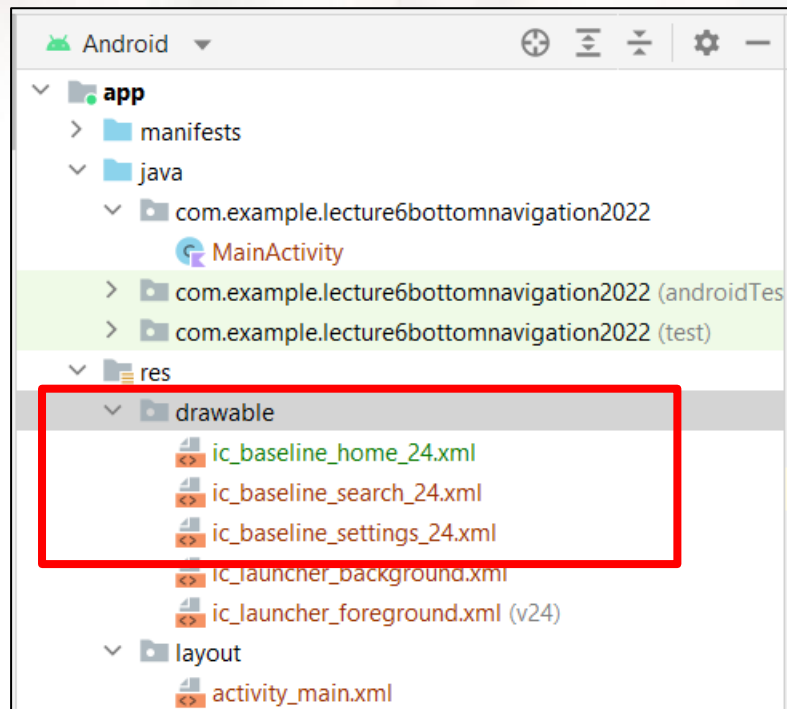 Android
app
manifests
java
com.example.lecture6bottomnavigation2022
MainActivity
com.example.lecture6bottomnavigation2022 (androidTes
com.example.lecture6bottomnavigation2022 (test)
res
drawable
ic_baseline_home_24.xml
ic_baseline_search_24.xml
ic_baseline_settings_24.xml
ic_launcher_background.xml
ic_launcher_foreground.xml (v24)
layout
activity_main.xml